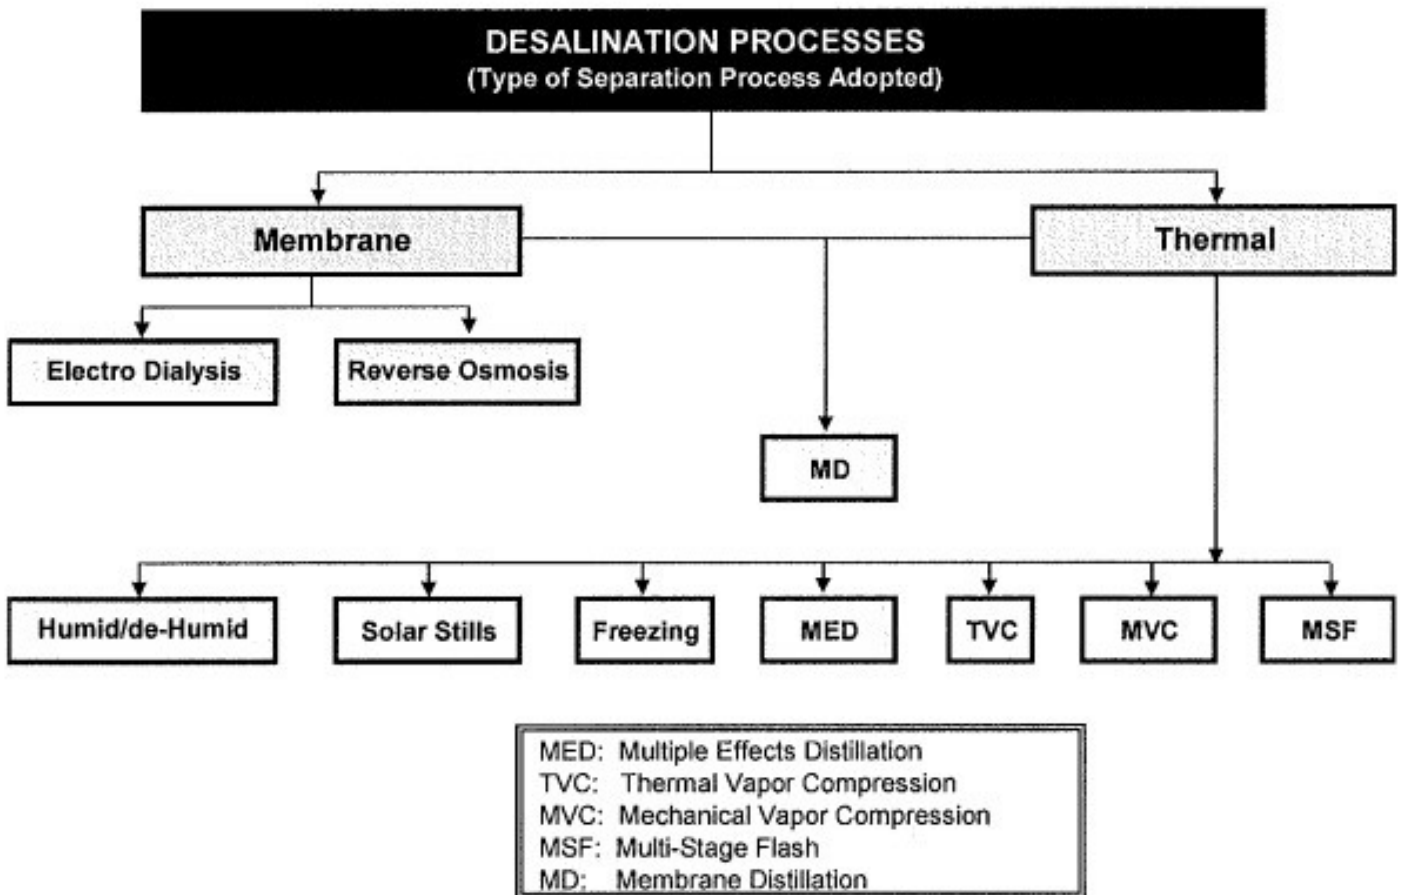 DESALINATION PROCESSES
(Type of Separation Process Adopted)
Membrane
Thermal
Electro Dialysis
Reverse Osmosis
MD
Humid/de-Humid
Solar Stills
Freezing
MED
TVC
MVC
MSF
MED: Multiple Effects Distillation
TVC: Thermal Vapor Compression
MVC: Mechanical Vapor Compression
MSF: Multi-Stage Flash
MD: Membrane Distillation